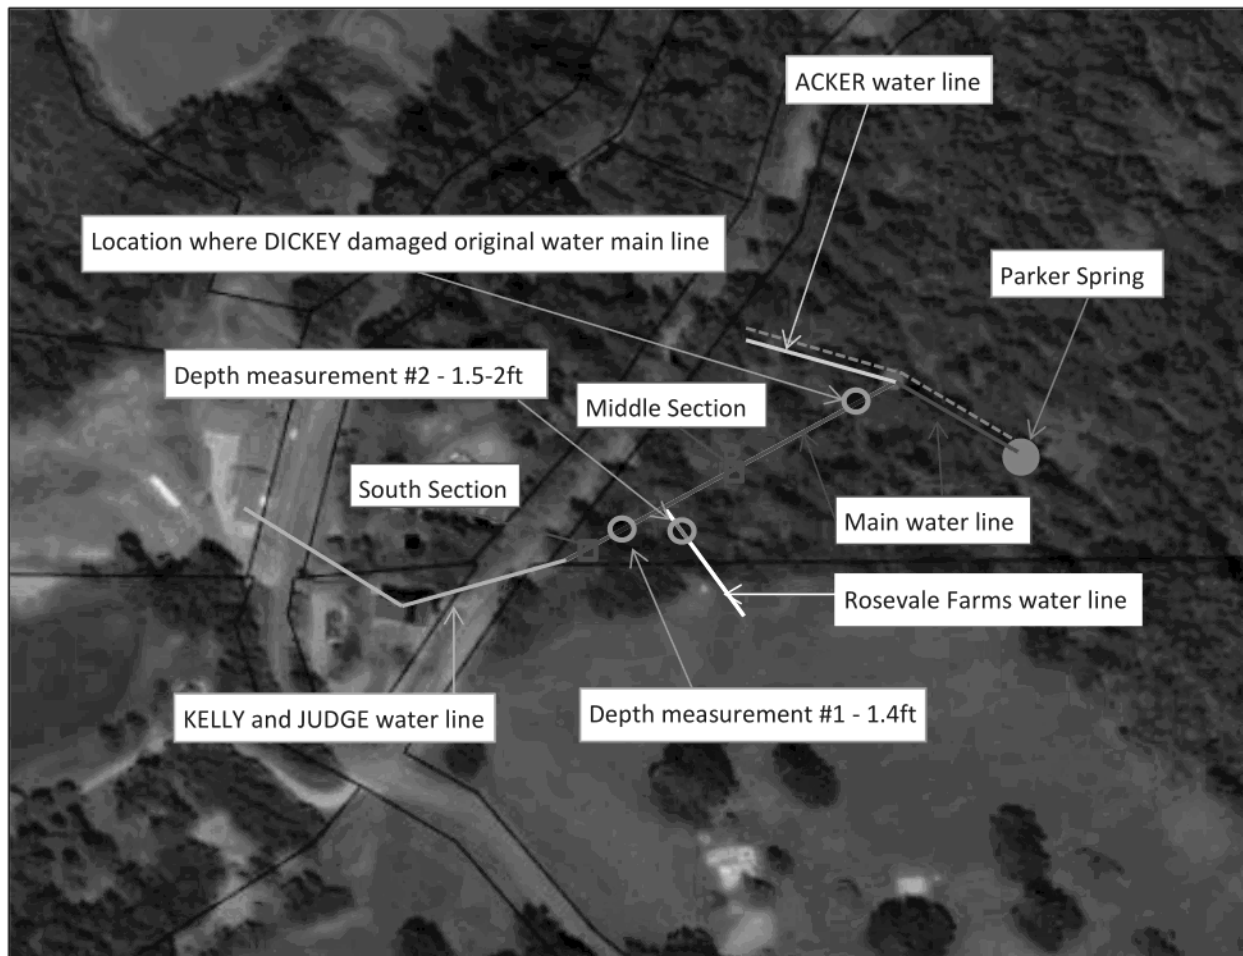 ACKER water line
Location where DICKEY damaged original water main line
Parker Spring
Depth measurement #2 - 1.5-2ft
Middle Section
South Section
Main water line
Rosevale Farms water line
KELLY and JUDGE water line
Depth measurement #1 - 1.4ft